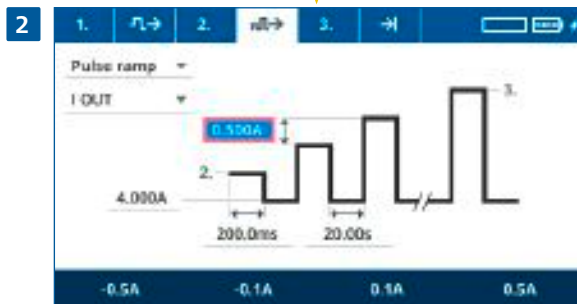 2
1. 2. 3.
Pulse ramp
I OUT
0.500A
3.
2.
4.000A
200.0ms 20.00s
-0.5A -0.1A 0.1A 0.5A